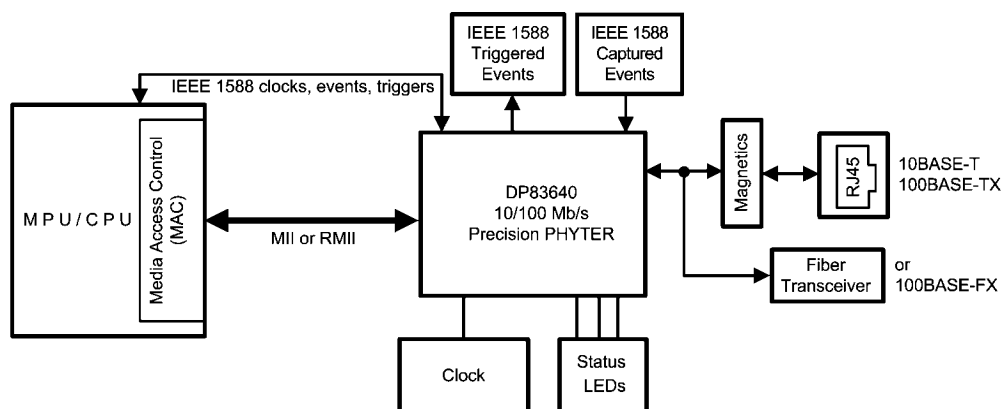 IEEE 1588
Triggered
Events
IEEE 1588
Captured
Events
IEEE 1588 clocks, events, triggers
MPU/CPU
Media Access Control
(MAC)
MII or RMII
DP83640
10/100 Mb/s
Precision PHYTER
Magnetics
RJ45
10BASE-T
100BASE-TX
Fiber
Transceiver
or
100BASE-FX
Clock
Status
LEDs